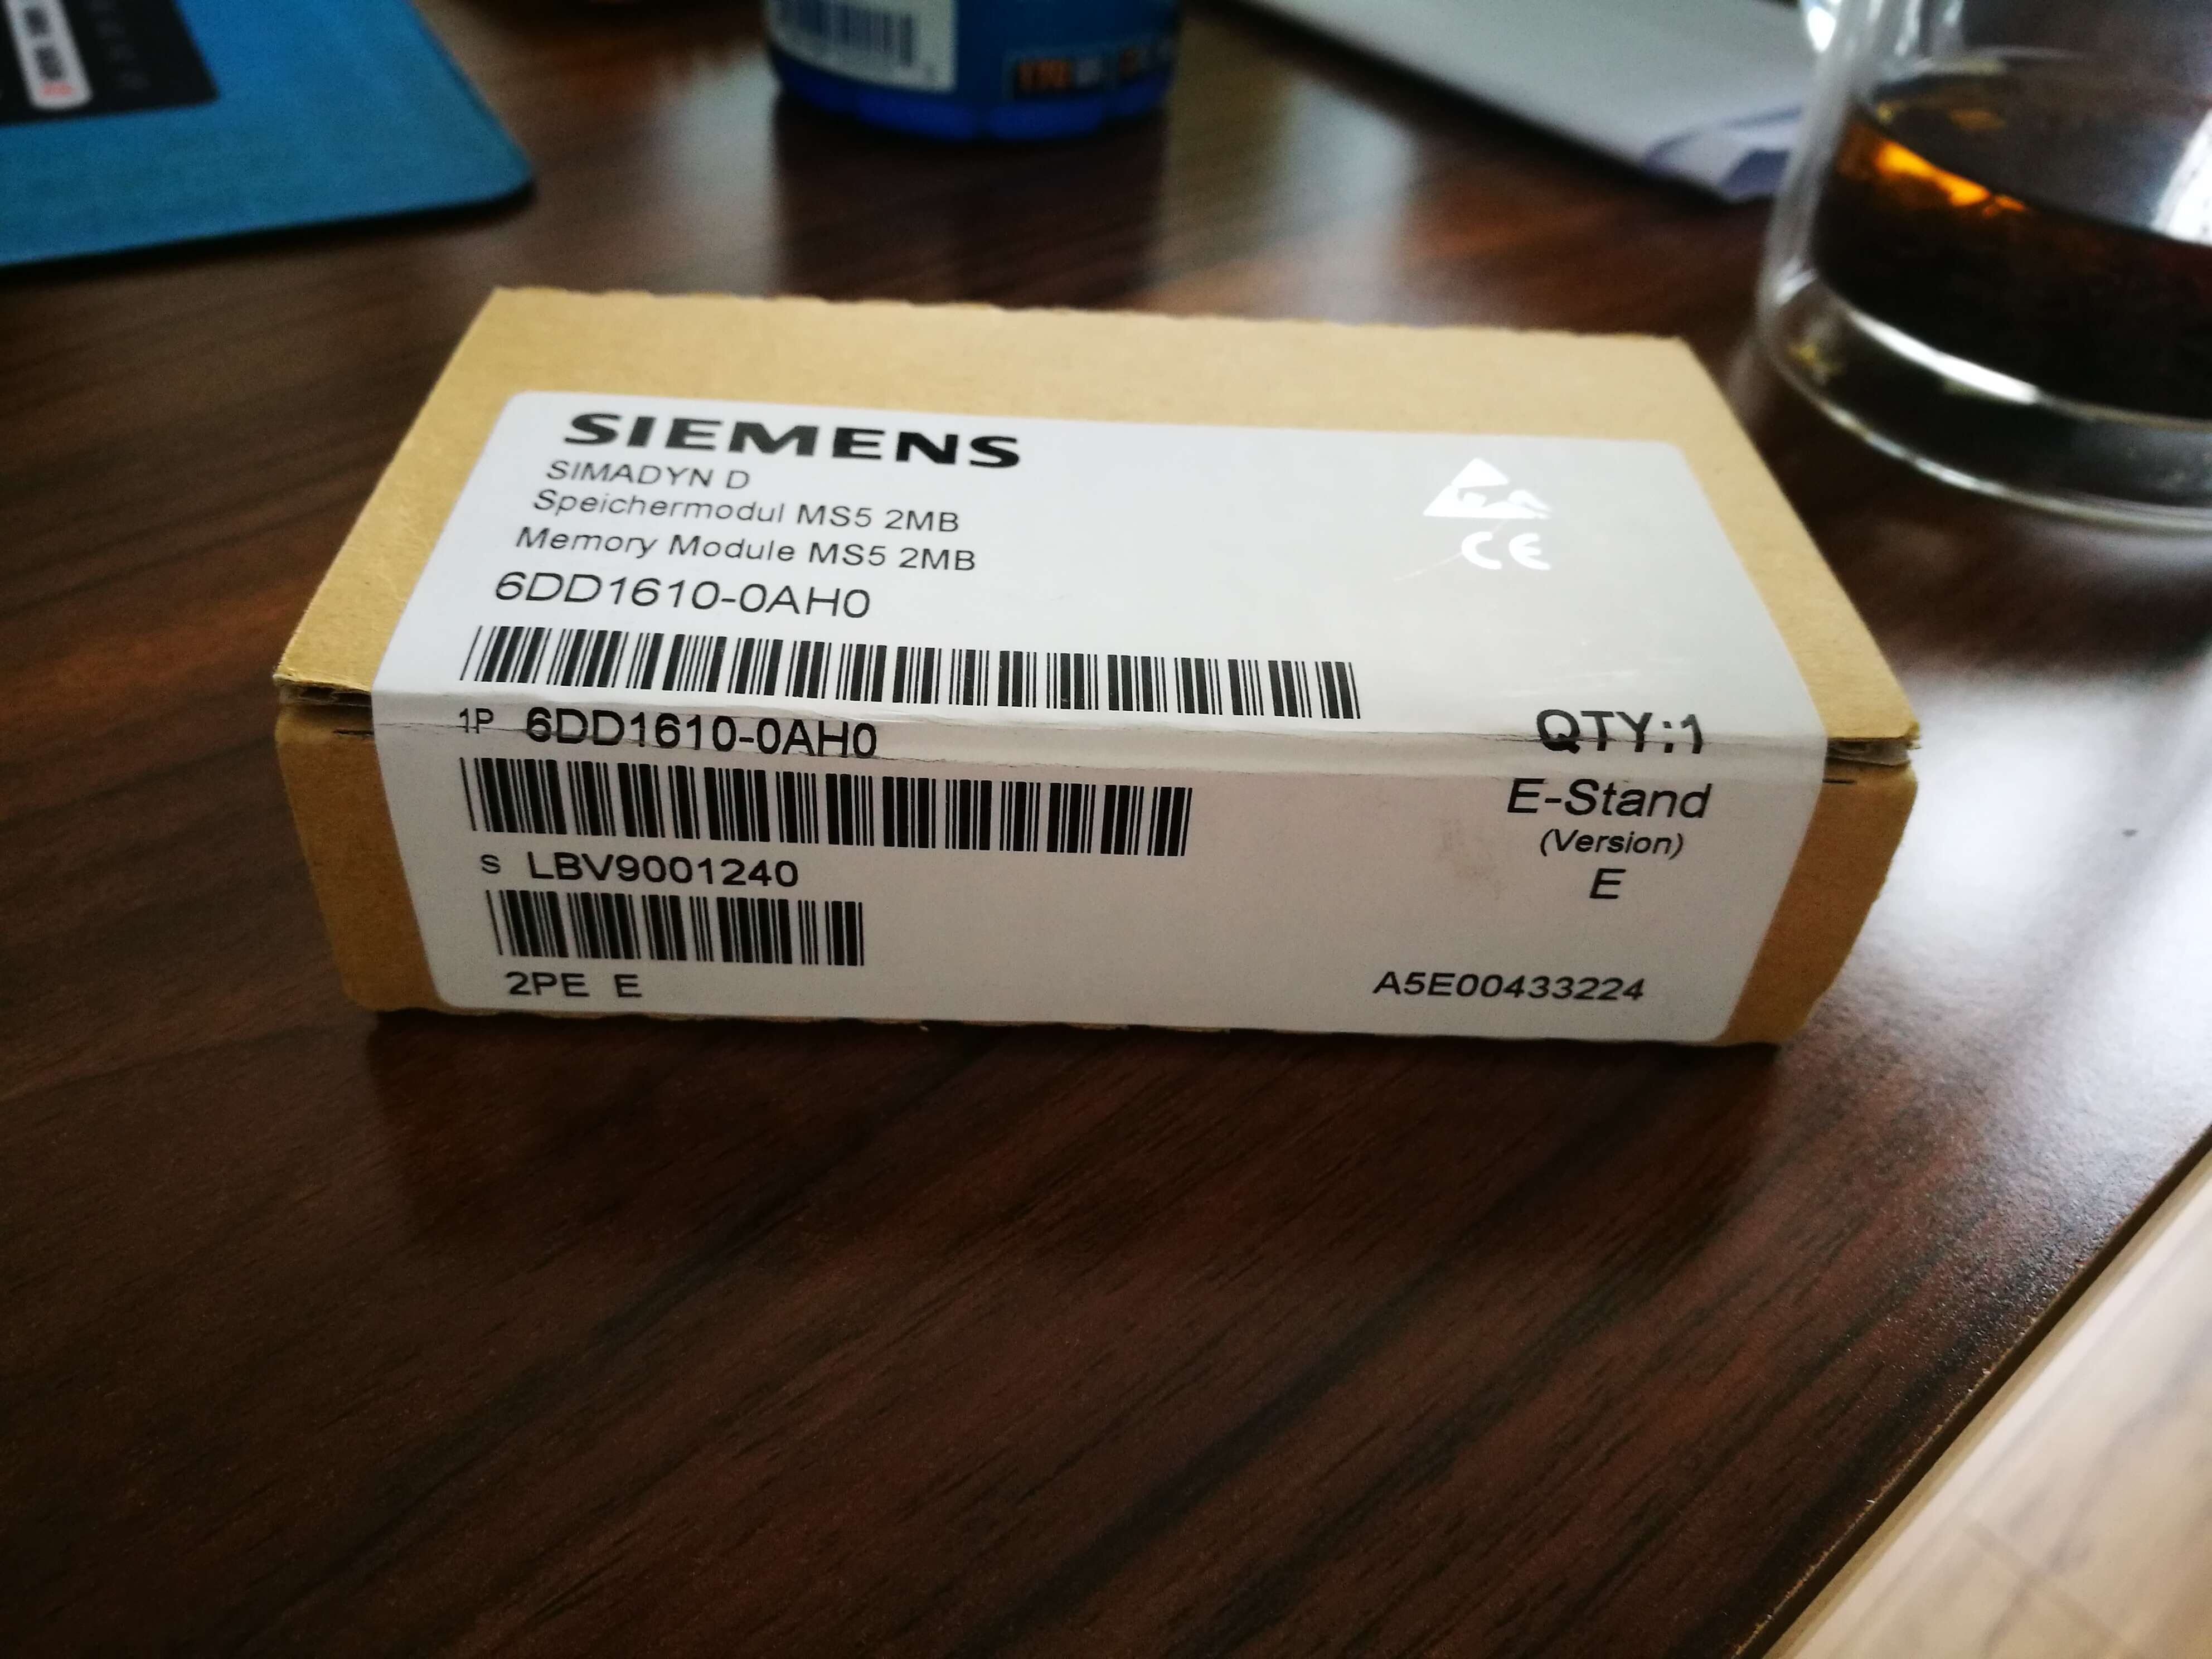 SIEMENS
SIMADYN D
Speichermodul MS5 2MB
Memory Module MS5 2MB
6DD1610-0AH0
CE
1P 6DD1610-0AH0
QTY:1
S LBV9001240
E-Stand
(Version)
E
2PE E
A5E00433224